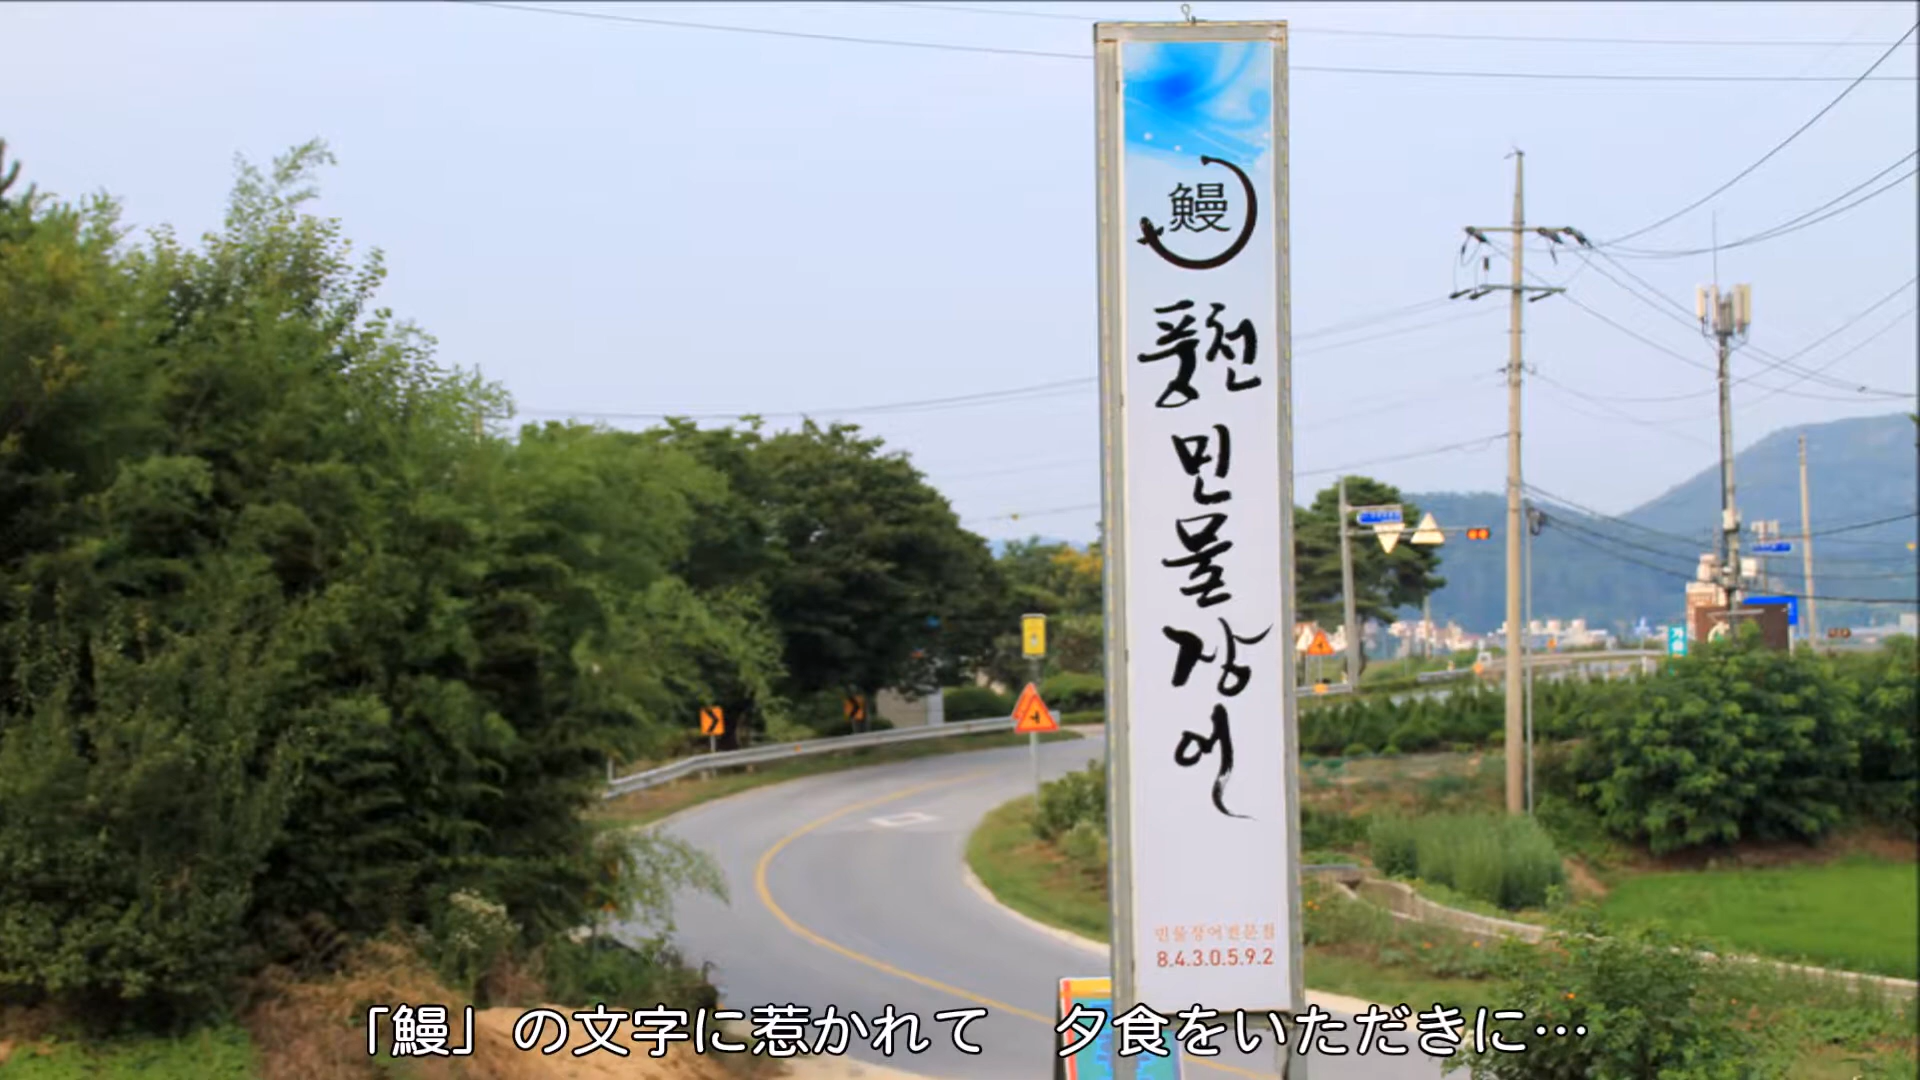 鰻
풍천
민물장어
민물장어전문점
8.4.3.0.5.9.2
「鰻」の文字に惹かれて　夕食をいただきに…